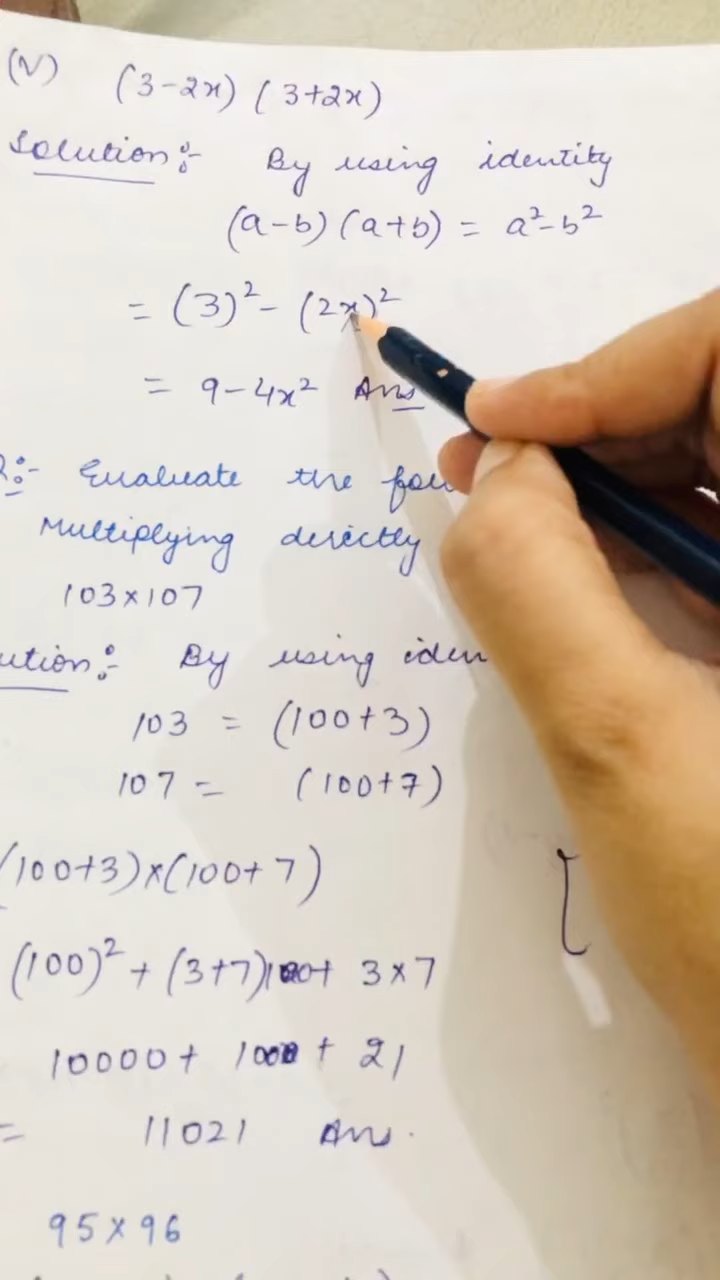 (V) (3-2x) (3+2x)
Solution:- By using identity
(a-b) (a+b) = a²-b²
= (3)² - (2x)²
= 9-4x² Ans
2:- Evaluate the
Multiplying directly
103×107
ution:- By using iden
103 = (100+3)
107 = (100+7)
(100+3)×(100+7)
(100)² + (3+7)100+ 3×7
10000+ 1000 + 21
= 11021 Ans.
95×96